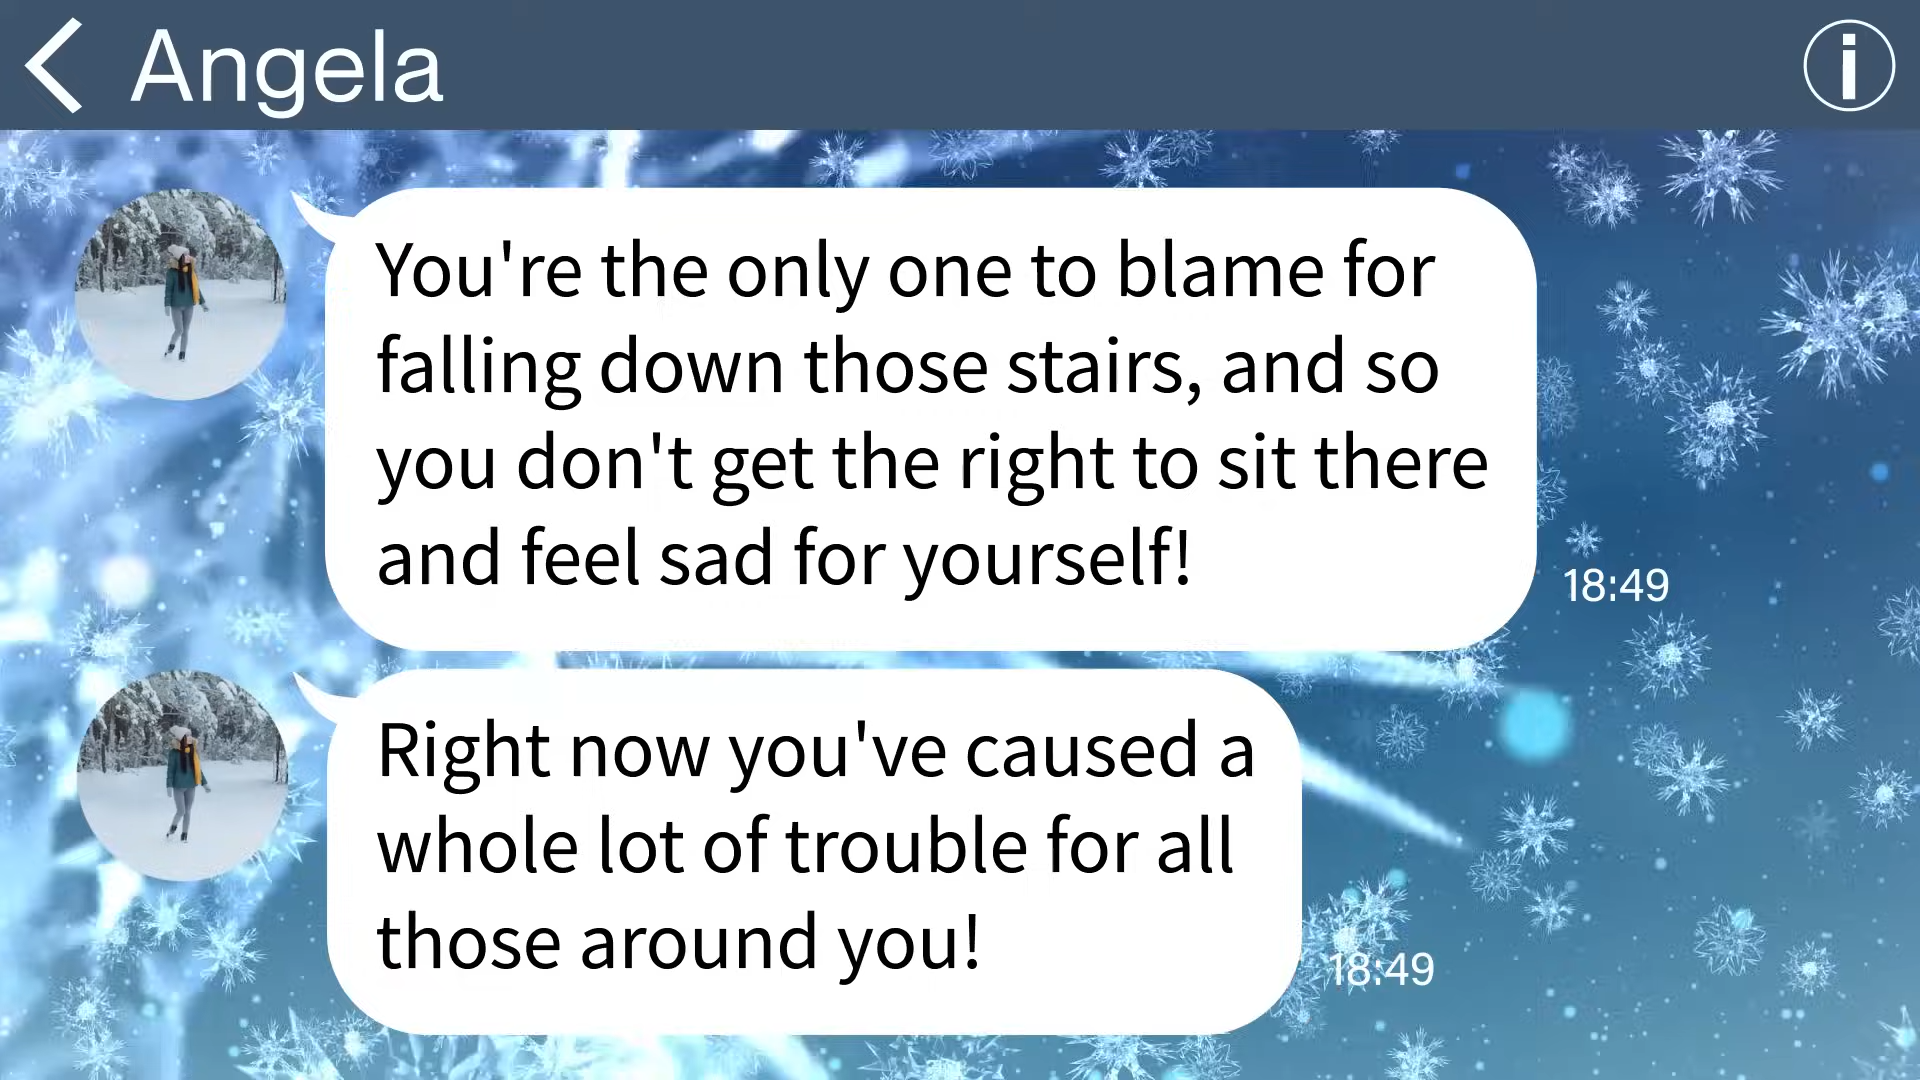 Angela
You're the only one to blame for
falling down those stairs, and so
you don't get the right to sit there
and feel sad for yourself!
18:49
Right now you've caused a
whole lot of trouble for all
those around you!
18:49